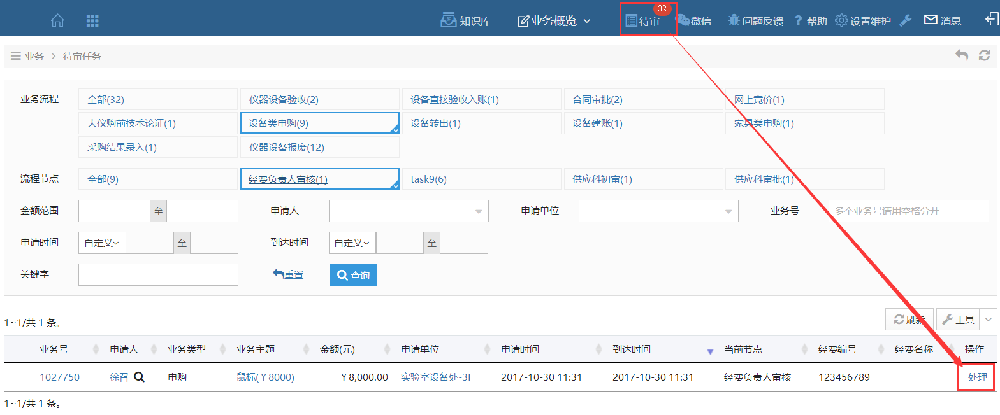 知识库 业务概览 待审 32 微信 问题反馈 ? 帮助 设置维护 消息
业务 > 待审任务
业务流程 全部(32) 仪器设备验收(2) 设备直接验收入账(1) 合同审批(2) 网上竞价(1)
大仪购前技术论证(1) 设备类申购(9) 设备转出(1) 设备建账(1) 家具类申购(1)
采购结果录入(1) 仪器设备报废(12)
流程节点 全部(9) 经费负责人审核(1) task9(6) 供应科初审(1) 供应科审批(1)
金额范围 至 申请人 申请单位 业务号 多个业务号请用空格分开
申请时间 自定义 至 到达时间 自定义 至
关键字 重置 查询
1~1/共 1 条。 刷新 工具
业务号 申请人 业务类型 业务主题 金额(元) 申请单位 申请时间 到达时间 当前节点 经费编号 经费名称 操作
1027750 徐召 申购 鼠标(￥8000) ￥8,000.00 实验室设备处-3F 2017-10-30 11:31 2017-10-30 11:31 经费负责人审核 123456789 处理
1~1/共 1 条。